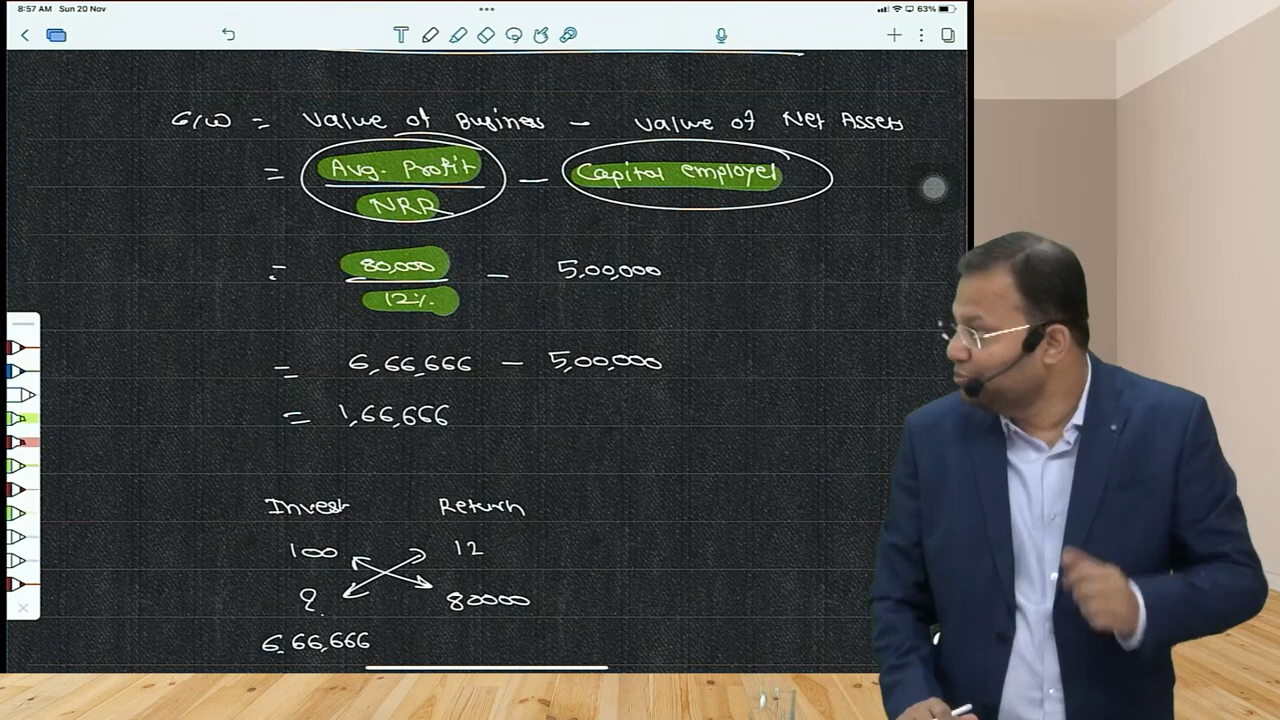 8:57 AM Sun 20 Nov
63%
G/W = Value of Business - Value of Net Assets
= Avg. Profit / NRR - Capital employed
= 80,000 / 12% - 5,00,000
= 6,66,666 - 5,00,000
= 1,66,666
Invest Return
100 12
? 80000
6,66,666